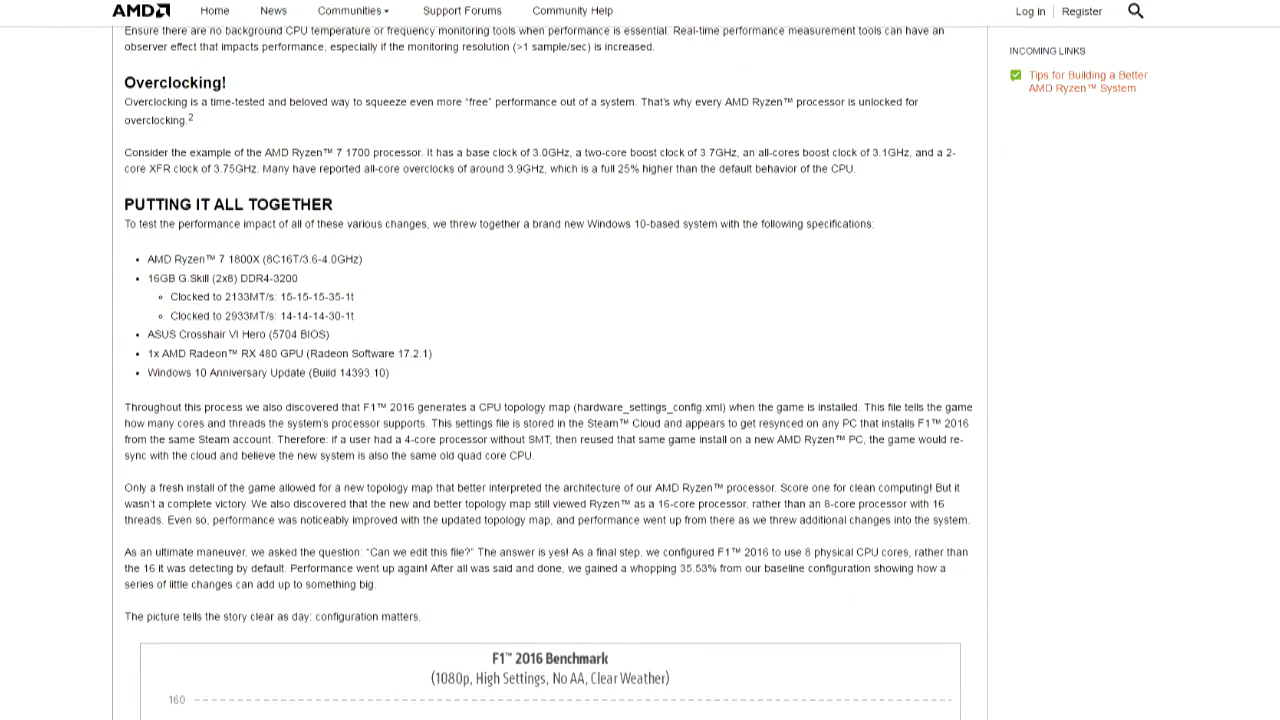 AMD Home News Communities Support Forums Community Help Log in Register
Ensure there are no background CPU temperature or frequency monitoring tools when performance is essential. Real-time performance measurement tools can have an
observer effect that impacts performance, especially if the monitoring resolution (>1 sample/sec) is increased.
INCOMING LINKS
Tips for Building a Better
AMD Ryzen™ System
Overclocking!
Overclocking is a time-tested and beloved way to squeeze even more “free” performance out of a system. That's why every AMD Ryzen™ processor is unlocked for
overclocking.2
Consider the example of the AMD Ryzen™ 7 1700 processor. It has a base clock of 3.0GHz, a two-core boost clock of 3.7GHz, an all-cores boost clock of 3.1GHz, and a 2-
core XFR clock of 3.75GHz. Many have reported all-core overclocks of around 3.9GHz, which is a full 25% higher than the default behavior of the CPU.
PUTTING IT ALL TOGETHER
To test the performance impact of all of these various changes, we threw together a brand new Windows 10-based system with the following specifications:
• AMD Ryzen™ 7 1800X (8C16T/3.6-4.0GHz)
• 16GB G.Skill (2x8) DDR4-3200
◦ Clocked to 2133MT/s: 15-15-15-35-1t
◦ Clocked to 2933MT/s: 14-14-14-30-1t
• ASUS Crosshair VI Hero (5704 BIOS)
• 1x AMD Radeon™ RX 480 GPU (Radeon Software 17.2.1)
• Windows 10 Anniversary Update (Build 14393.10)
Throughout this process we also discovered that F1™ 2016 generates a CPU topology map (hardware_settings_config.xml) when the game is installed. This file tells the game
how many cores and threads the system's processor supports. This settings file is stored in the Steam™ Cloud and appears to get resynced on any PC that installs F1™ 2016
from the same Steam account. Therefore: if a user had a 4-core processor without SMT, then reused that same game install on a new AMD Ryzen™ PC, the game would re-
sync with the cloud and believe the new system is also the same old quad core CPU.
Only a fresh install of the game allowed for a new topology map that better interpreted the architecture of our AMD Ryzen™ processor. Score one for clean computing! But it
wasn't a complete victory. We also discovered that the new and better topology map still viewed Ryzen™ as a 16-core processor, rather than an 8-core processor with 16
threads. Even so, performance was noticeably improved with the updated topology map, and performance went up from there as we threw additional changes into the system.
As an ultimate maneuver, we asked the question: “Can we edit this file?” The answer is yes! As a final step, we configured F1™ 2016 to use 8 physical CPU cores, rather than
the 16 it was detecting by default. Performance went up again! After all was said and done, we gained a whopping 35.53% from our baseline configuration showing how a
series of little changes can add up to something big.
The picture tells the story clear as day: configuration matters.
F1™ 2016 Benchmark
(1080p, High Settings, No AA, Clear Weather)
160